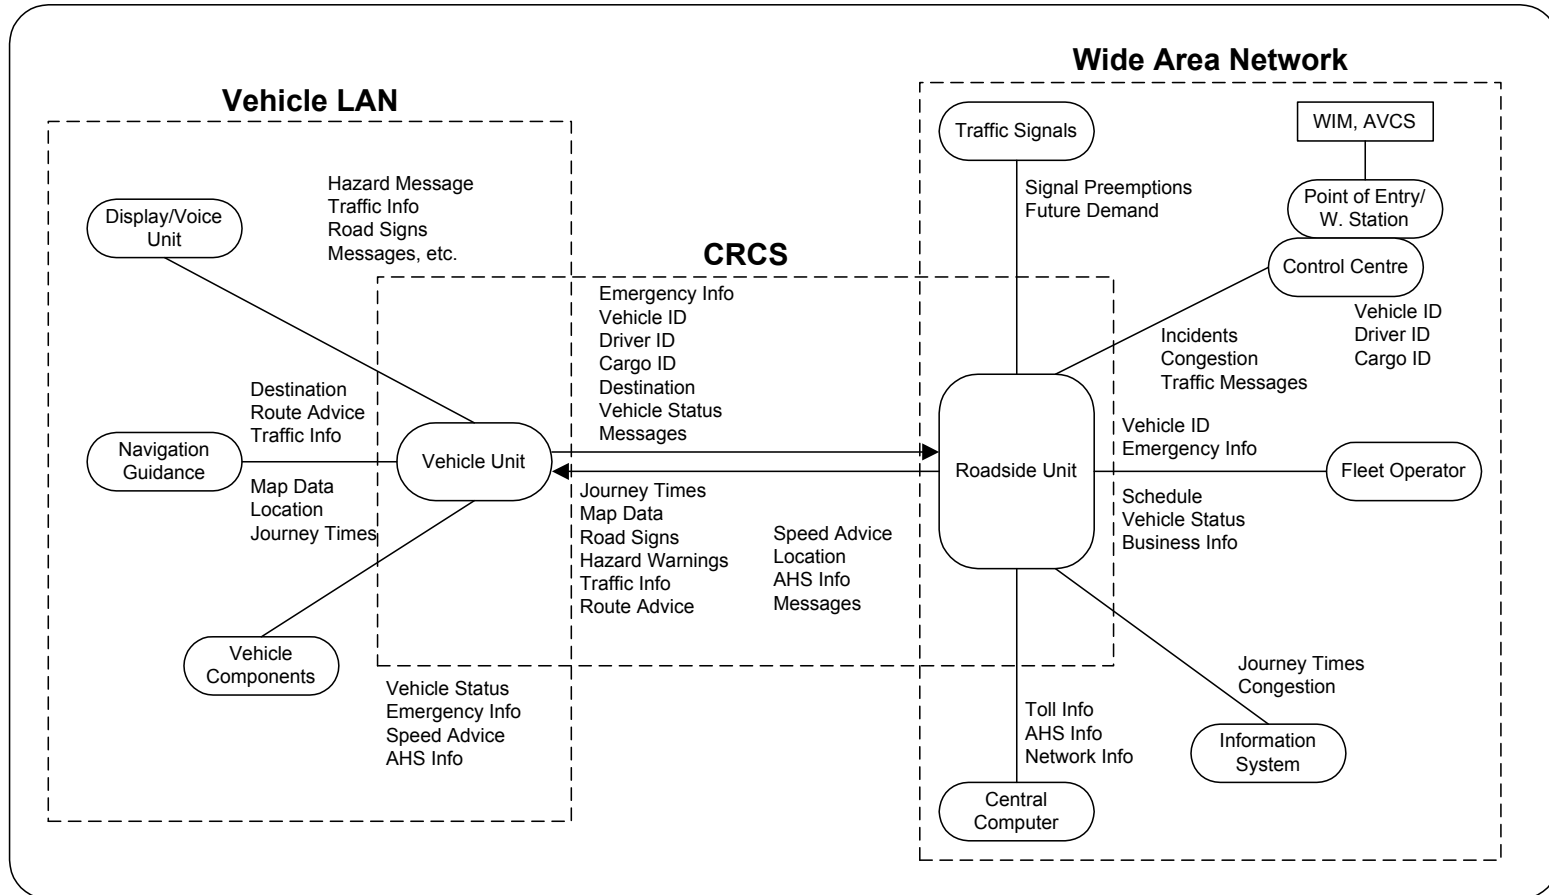 Wide Area Network
Vehicle LAN
CRCS
Traffic Signals
WIM, AVCS
Signal Preemptions
Future Demand
Point of Entry/
W. Station
Control Centre
Vehicle ID
Driver ID
Cargo ID
Incidents
Congestion
Traffic Messages
Hazard Message
Traffic Info
Road Signs
Messages, etc.
Display/Voice
Unit
Emergency Info
Vehicle ID
Driver ID
Cargo ID
Destination
Vehicle Status
Messages
Destination
Route Advice
Traffic Info
Navigation
Guidance
Map Data
Location
Journey Times
Vehicle Unit
Roadside Unit
Vehicle ID
Emergency Info
Fleet Operator
Schedule
Vehicle Status
Business Info
Journey Times
Map Data
Road Signs
Hazard Warnings
Traffic Info
Route Advice
Speed Advice
Location
AHS Info
Messages
Vehicle
Components
Vehicle Status
Emergency Info
Speed Advice
AHS Info
Toll Info
AHS Info
Network Info
Central
Computer
Journey Times
Congestion
Information
System